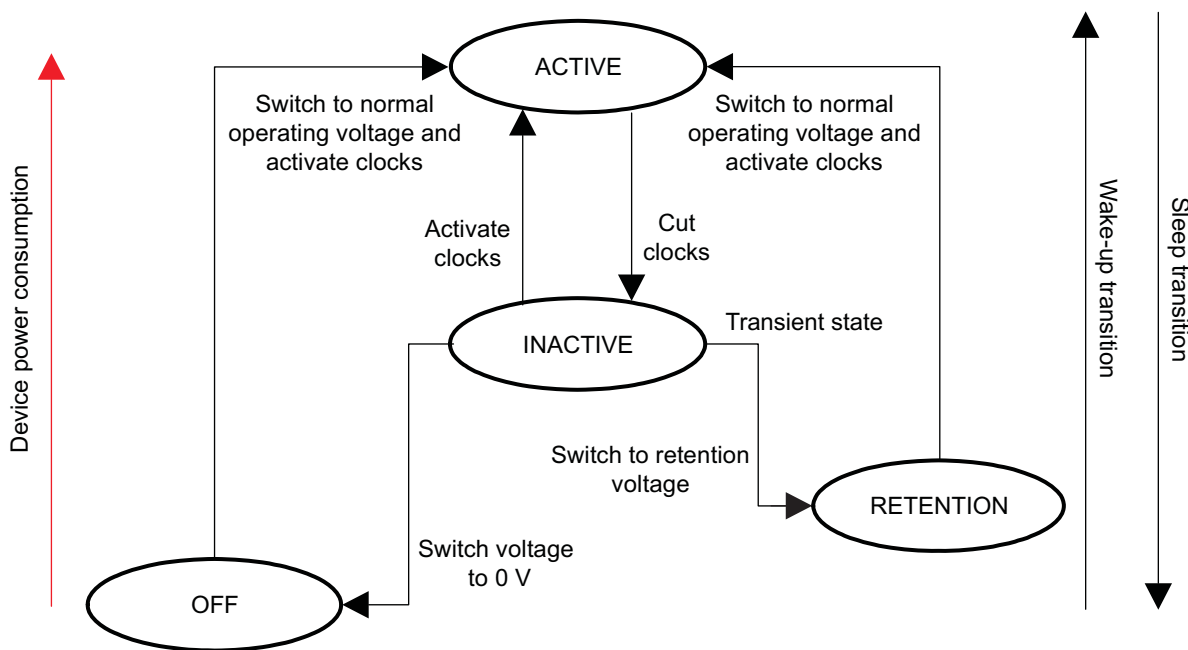 ACTIVE
Switch to normal
operating voltage and
activate clocks
Switch to normal
operating voltage and
activate clocks
Device power consumption
Wake-up transition
Sleep transition
Activate
clocks
Cut
clocks
INACTIVE
Transient state
Switch to retention
voltage
RETENTION
Switch voltage
to 0 V
OFF